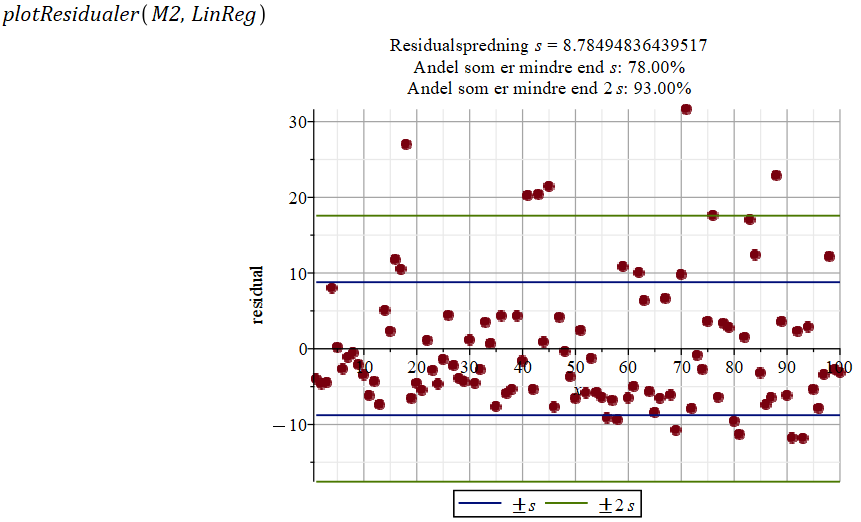 plotResidualer(M2, LinReg)
Residualspredning s = 8.78494836439517
Andel som er mindre end s: 78.00%
Andel som er mindre end 2 s: 93.00%
30
20
10
0
−10
residual
10 20 30 40 50 60 70 80 90 100
x
±s ±2 s